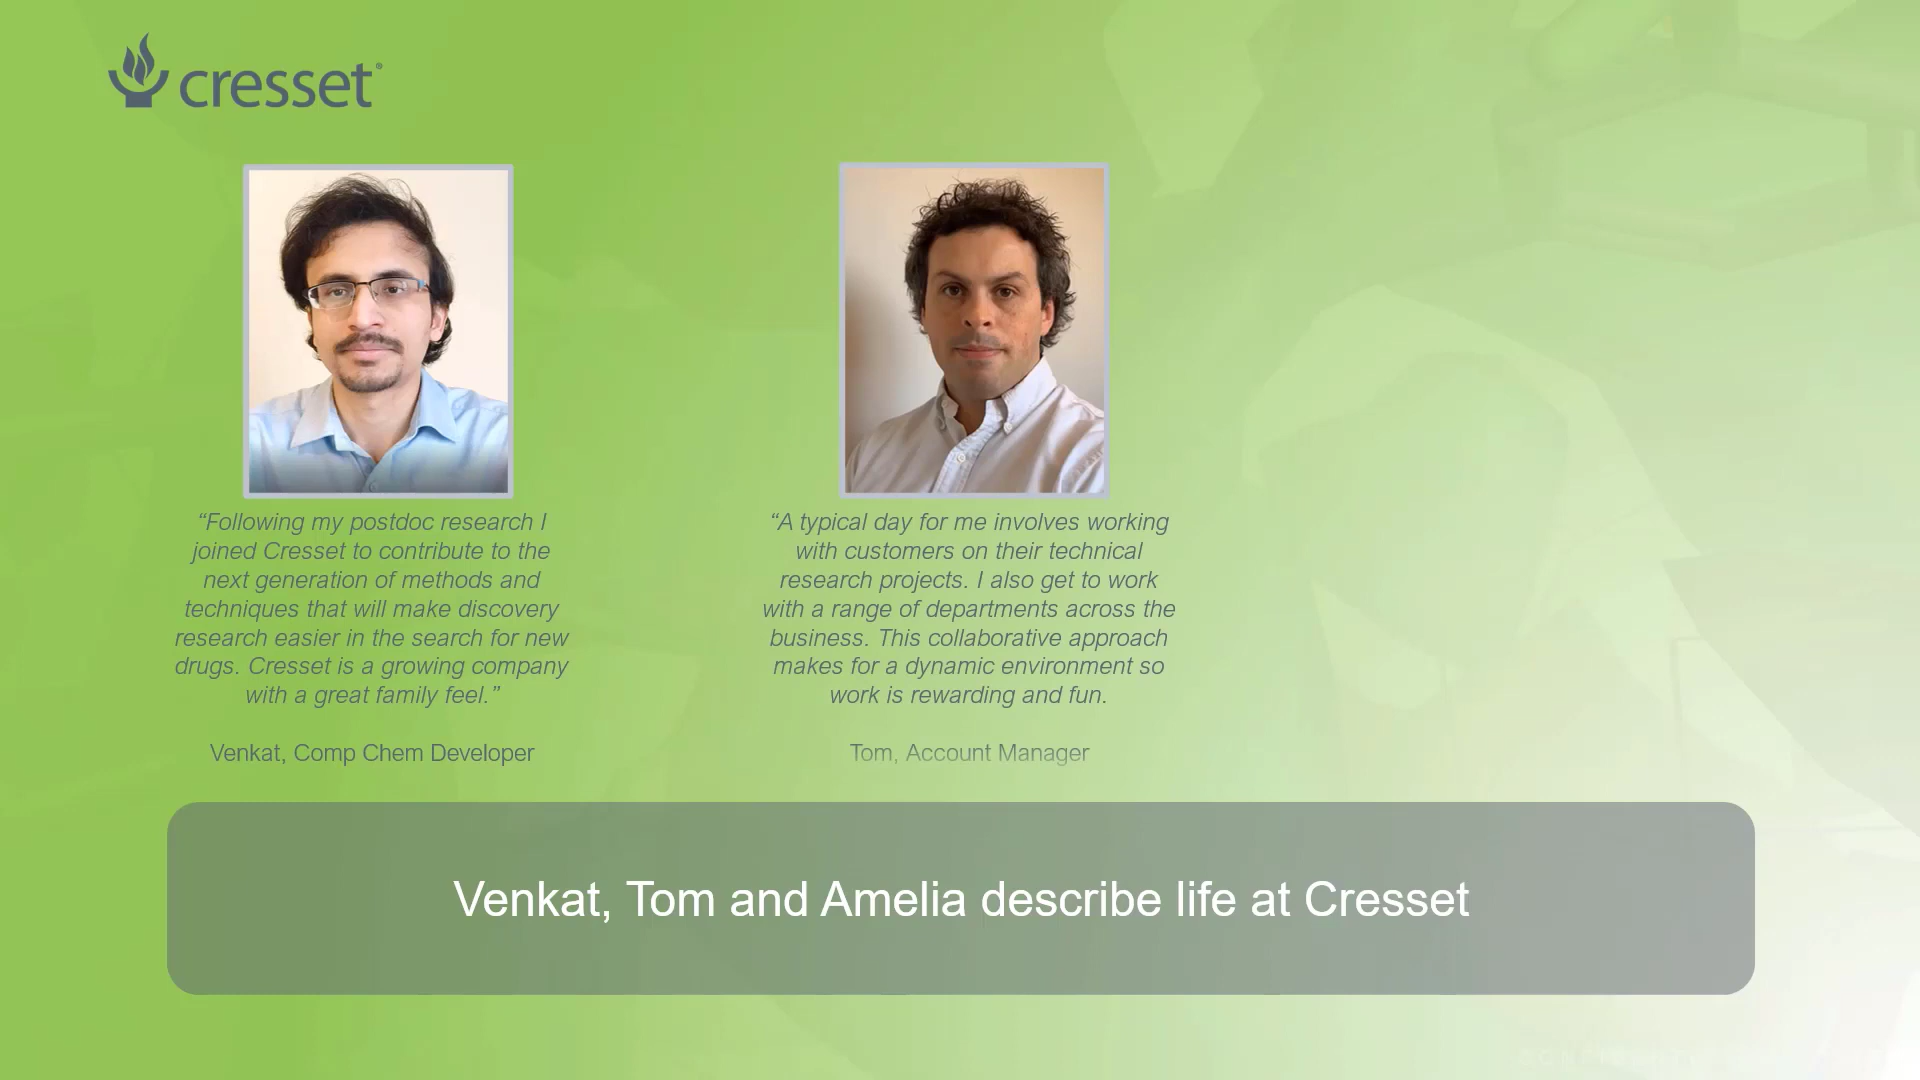 cresset®
“Following my postdoc research I
joined Cresset to contribute to the
next generation of methods and
techniques that will make discovery
research easier in the search for new
drugs. Cresset is a growing company
with a great family feel.”
Venkat, Comp Chem Developer
“A typical day for me involves working
with customers on their technical
research projects. I also get to work
with a range of departments across the
business. This collaborative approach
makes for a dynamic environment so
work is rewarding and fun.
Tom, Account Manager
Venkat, Tom and Amelia describe life at Cresset